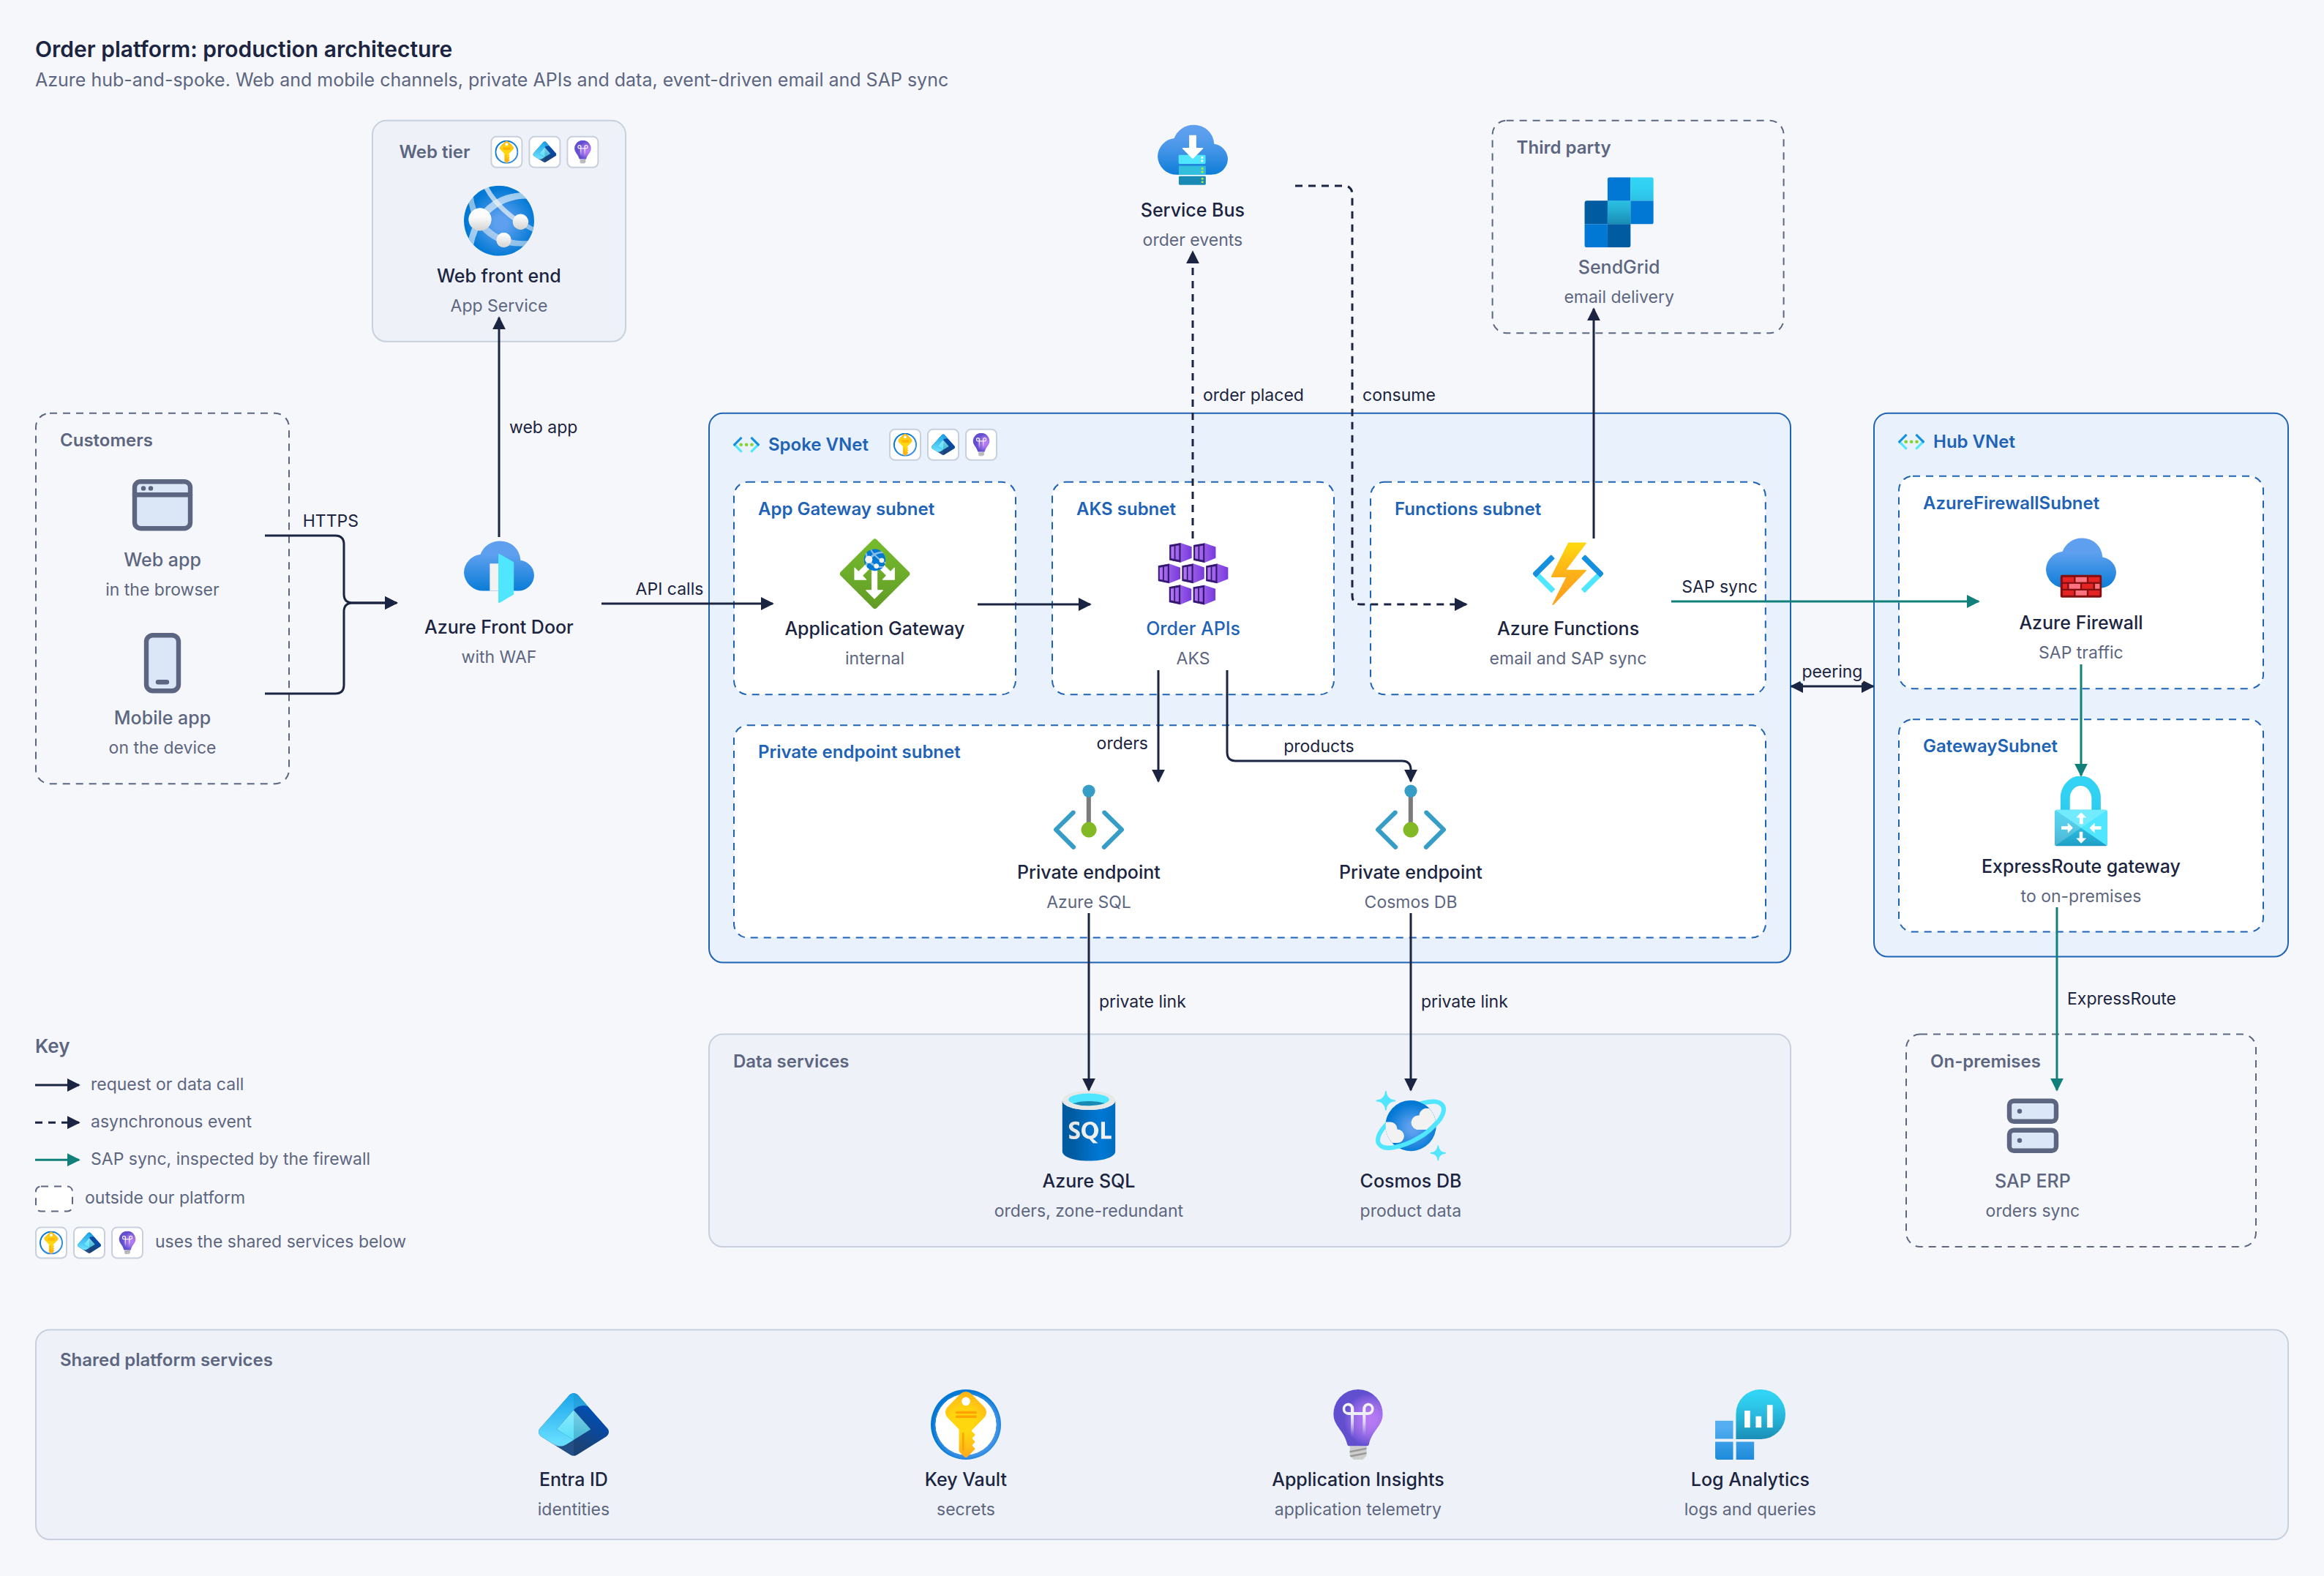 Order platform: production architecture
Azure hub-and-spoke. Web and mobile channels, private APIs and data, event-driven email and SAP sync
Web tier
Web front end
App Service
Service Bus
order events
Third party
SendGrid
email delivery
web app
order placed
consume
Customers
Web app
in the browser
Mobile app
on the device
HTTPS
Azure Front Door
with WAF
API calls
Spoke VNet
App Gateway subnet
Application Gateway
internal
AKS subnet
Order APIs
AKS
Functions subnet
Azure Functions
email and SAP sync
SAP sync
peering
Hub VNet
AzureFirewallSubnet
Azure Firewall
SAP traffic
orders
products
Private endpoint subnet
Private endpoint
Azure SQL
Private endpoint
Cosmos DB
GatewaySubnet
ExpressRoute gateway
to on-premises
private link
private link
ExpressRoute
Key
request or data call
asynchronous event
SAP sync, inspected by the firewall
outside our platform
uses the shared services below
Data services
SQL
Azure SQL
orders, zone-redundant
Cosmos DB
product data
On-premises
SAP ERP
orders sync
Shared platform services
Entra ID
identities
Key Vault
secrets
Application Insights
application telemetry
Log Analytics
logs and queries